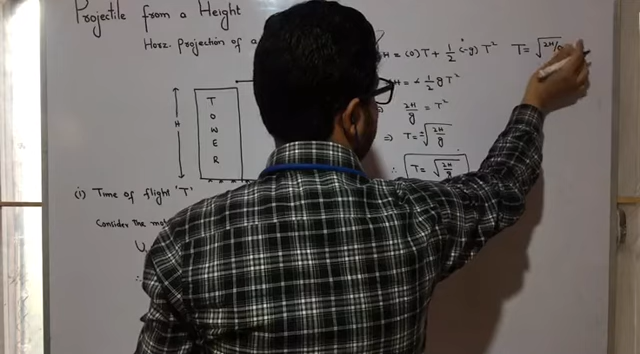 Projectile from a Height
Horz. Projection of a
H = (0) T + 1/2 (-g) T² T = √2H/
H = 1/2 g T²
2H/g = T²
⇒ T = √2H/g
T = √2H/g
H
TOWER
(i) Time of flight 'T'
Consider the
∴